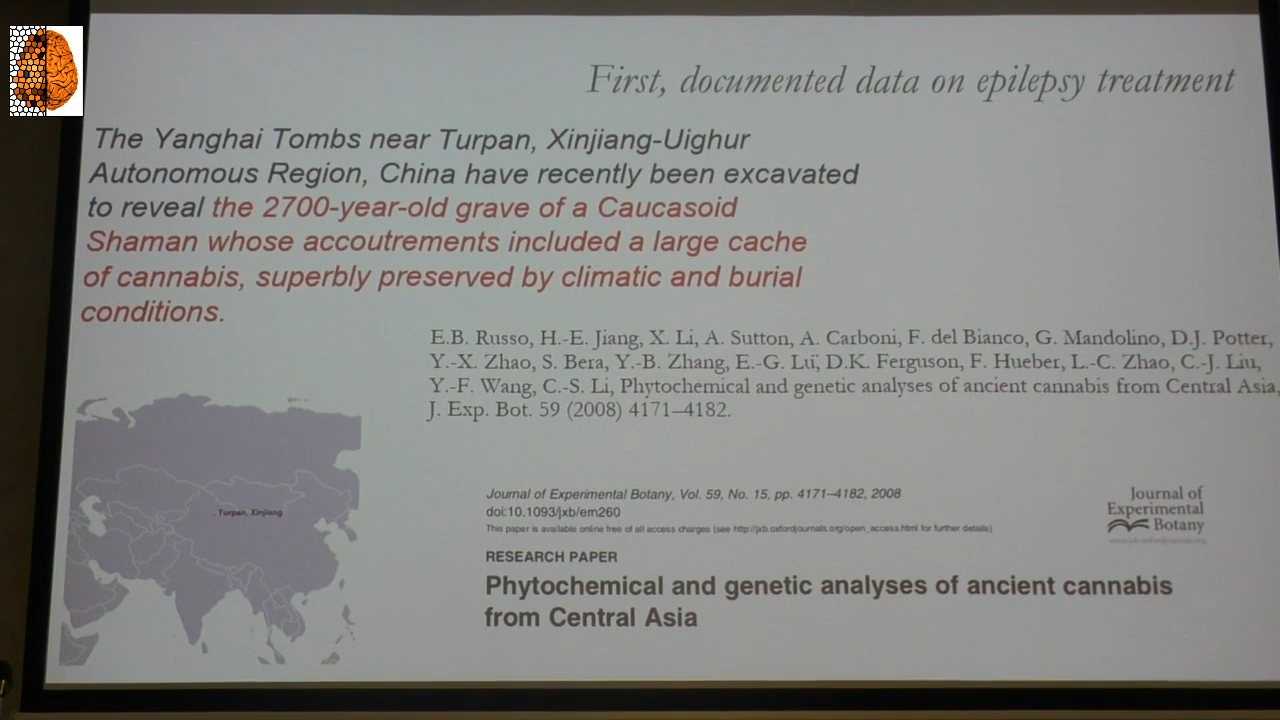 First, documented data on epilepsy treatment
The Yanghai Tombs near Turpan, Xinjiang-Uighur
Autonomous Region, China have recently been excavated
to reveal the 2700-year-old grave of a Caucasoid
Shaman whose accoutrements included a large cache
of cannabis, superbly preserved by climatic and burial
conditions.
E.B. Russo, H.-E. Jiang, X. Li, A. Sutton, A. Carboni, F. del Bianco, G. Mandolino, D.J. Potter,
Y.-X. Zhao, S. Bera, Y.-B. Zhang, E.-G. Lü, D.K. Ferguson, F. Hueber, L.-C. Zhao, C.-J. Liu,
Y.-F. Wang, C.-S. Li, Phytochemical and genetic analyses of ancient cannabis from Central Asia,
J. Exp. Bot. 59 (2008) 4171–4182.
Turpan, Xinjiang
Journal of Experimental Botany, Vol. 59, No. 15, pp. 4171–4182, 2008
doi:10.1093/jxb/ern260
This paper is available online free of all access charges (see http://jxb.oxfordjournals.org/open_access.html for further details)
Journal of
Experimental
Botany
www.jxb.oxfordjournals.org
RESEARCH PAPER
Phytochemical and genetic analyses of ancient cannabis
from Central Asia